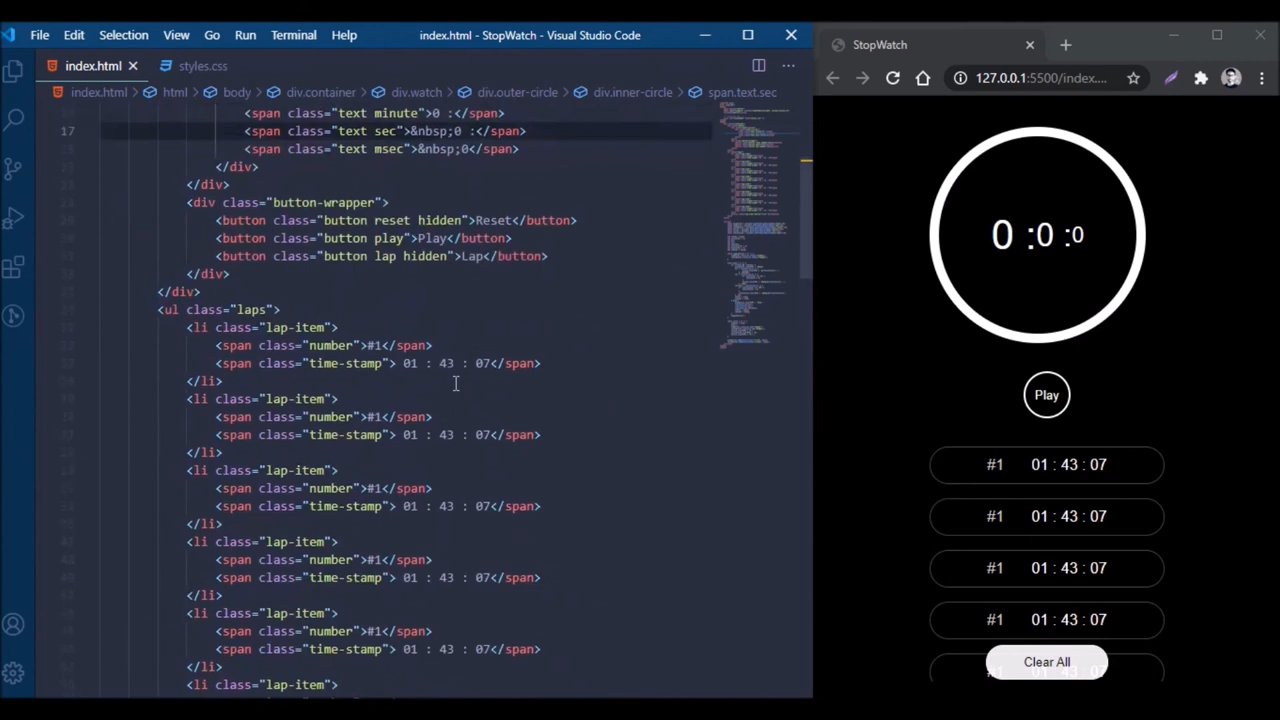 File Edit Selection View Go Run Terminal Help index.html - StopWatch - Visual Studio Code
index.html styles.css
index.html html body div.container div.watch div.outer-circle div.inner-circle span.text.sec
<span class="text minute">0 :</span>
17 <span class="text sec">&nbsp;0 :</span>
<span class="text msec">&nbsp;0</span>
</div>
</div>
<div class="button-wrapper">
<button class="button reset hidden">Reset</button>
<button class="button play">Play</button>
<button class="button lap hidden">Lap</button>
</div>
</div>
<ul class="laps">
<li class="lap-item">
<span class="number">#1</span>
<span class="time-stamp"> 01 : 43 : 07</span>
</li>
<li class="lap-item">
<span class="number">#1</span>
<span class="time-stamp"> 01 : 43 : 07</span>
</li>
<li class="lap-item">
<span class="number">#1</span>
<span class="time-stamp"> 01 : 43 : 07</span>
</li>
<li class="lap-item">
<span class="number">#1</span>
<span class="time-stamp"> 01 : 43 : 07</span>
</li>
<li class="lap-item">
<span class="number">#1</span>
<span class="time-stamp"> 01 : 43 : 07</span>
</li>
<li class="lap-item">
StopWatch
127.0.0.1:5500/index....
0 :0 :0
Play
#1 01 : 43 : 07
#1 01 : 43 : 07
#1 01 : 43 : 07
#1 01 : 43 : 07
Clear All